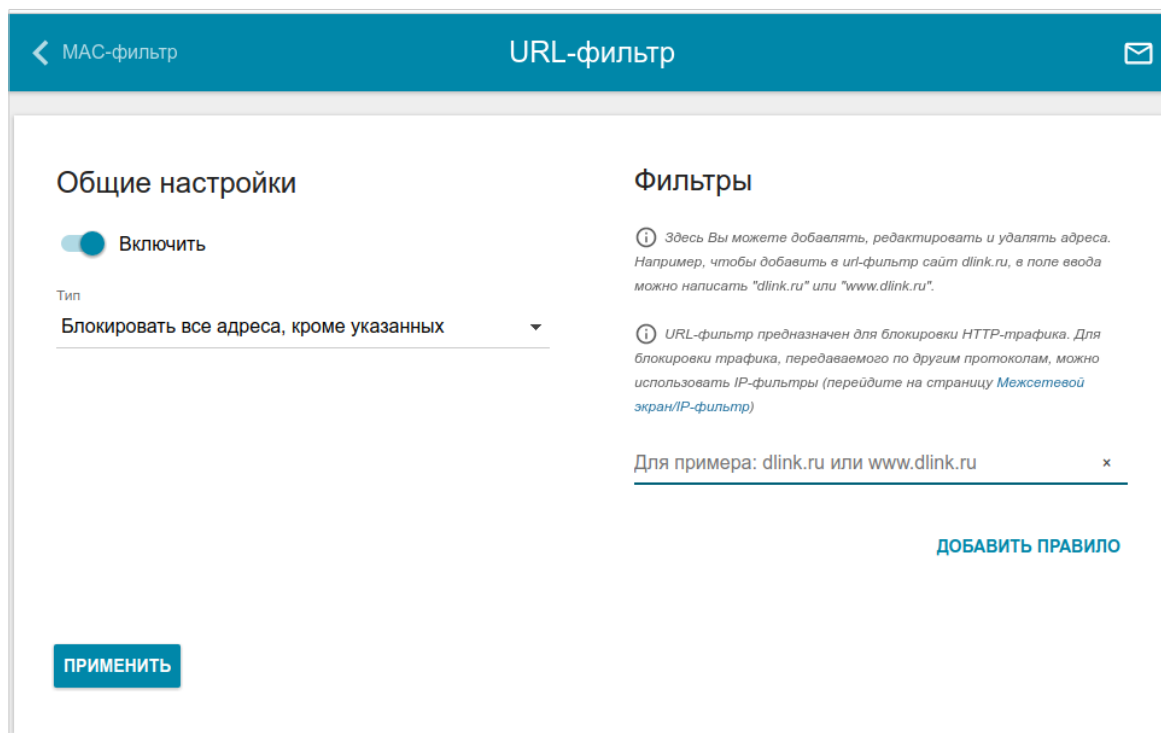 МАС-фильтр
URL-фильтр
Общие настройки
Включить
Тип
Блокировать все адреса, кроме указанных
ПРИМЕНИТЬ
Фильтры
Здесь Вы можете добавлять, редактировать и удалять адреса.
Например, чтобы добавить в url-фильтр сайт dlink.ru, в поле ввода
можно написать "dlink.ru" или "www.dlink.ru".
URL-фильтр предназначен для блокировки HTTP-трафика. Для
блокировки трафика, передаваемого по другим протоколам, можно
использовать IP-фильтры (перейдите на страницу Межсетевой
экран/IP-фильтр)
Для примера: dlink.ru или www.dlink.ru
ДОБАВИТЬ ПРАВИЛО